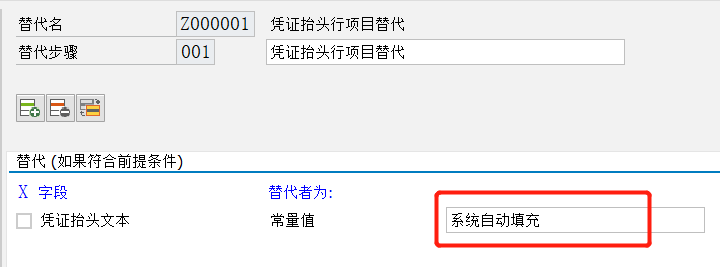 替代名 Z000001 凭证抬头行项目替代
替代步骤 001 凭证抬头行项目替代
替代 (如果符合前提条件)
X 字段 替代者为:
凭证抬头文本 常量值 系统自动填充